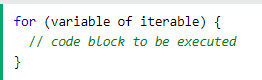 for (variable of iterable) {
  // code block to be executed
}